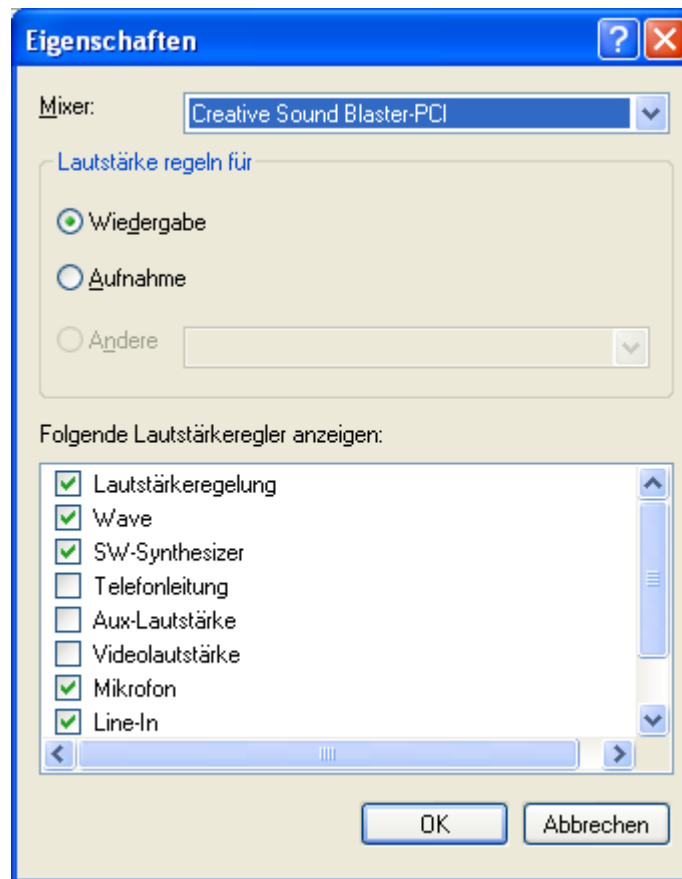 Eigenschaften
Mixer: Creative Sound Blaster-PCI
Lautstärke regeln für
Wiedergabe
Aufnahme
Andere
Folgende Lautstärkeregler anzeigen:
Lautstärkeregelung
Wave
SW-Synthesizer
Telefonleitung
Aux-Lautstärke
Videolautstärke
Mikrofon
Line-In
OK Abbrechen